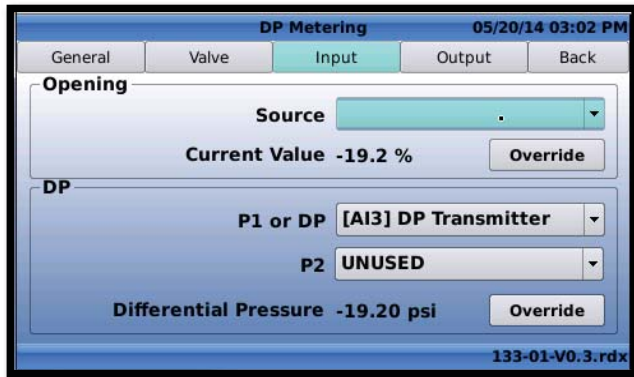 DP Metering 05/20/14 03:02 PM
General Valve Input Output Back
Opening
Source .
Current Value -19.2 % Override
DP
P1 or DP [AI3] DP Transmitter
P2 UNUSED
Differential Pressure -19.20 psi Override
133-01-V0.3.rdx